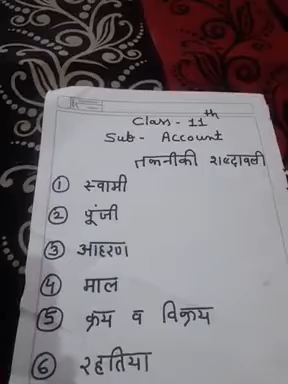 Class - 11th
Sub - Account
तकनीकी शब्दावली
① स्वामी
② पूंजी
③ आहरण
④ माल
⑤ क्रय व विक्रय
⑥ रहतिया